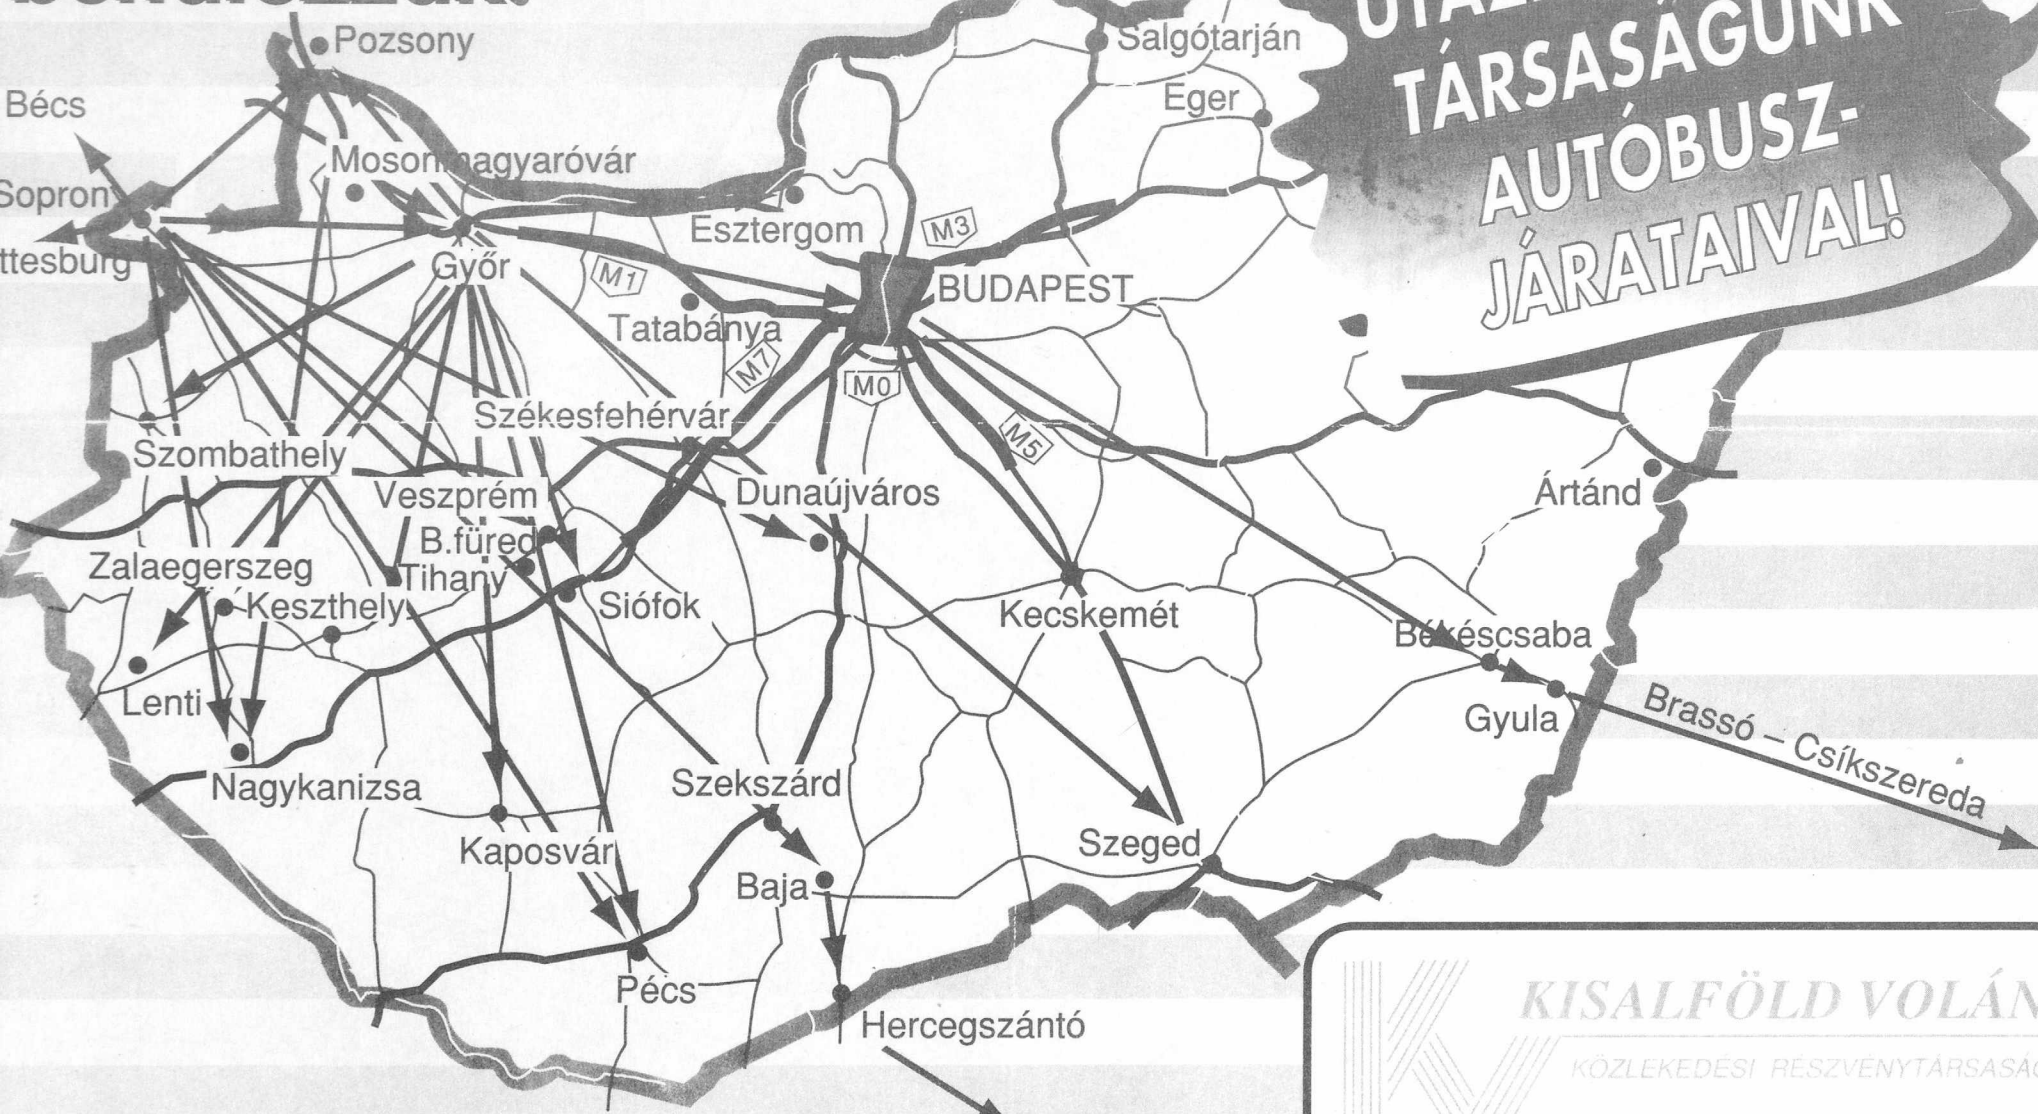 Pozsony
Salgótarján
TÁRSASÁGUNK
AUTÓBUSZ-
JÁRATAIVAL!
Bécs
Eger
Mosonmagyaróvár
Sopron
Esztergom
M3
ttesburg
Győr
M1
BUDAPEST
Tatabánya
M7
M0
Székesfehérvár
M5
Szombathely
Veszprém
Dunaújváros
Ártánd
B.füred
Zalaegerszeg
Tihany
Keszthely
Siófok
Kecskemét
Békéscsaba
Lenti
Gyula
Brassó – Csíkszereda
Nagykanizsa
Szekszárd
Kaposvár
Szeged
Baja
Pécs
Hercegszántó
KISALFÖLD VOLÁN
KÖZLEKEDÉSI RÉSZVÉNYTÁRSASÁG